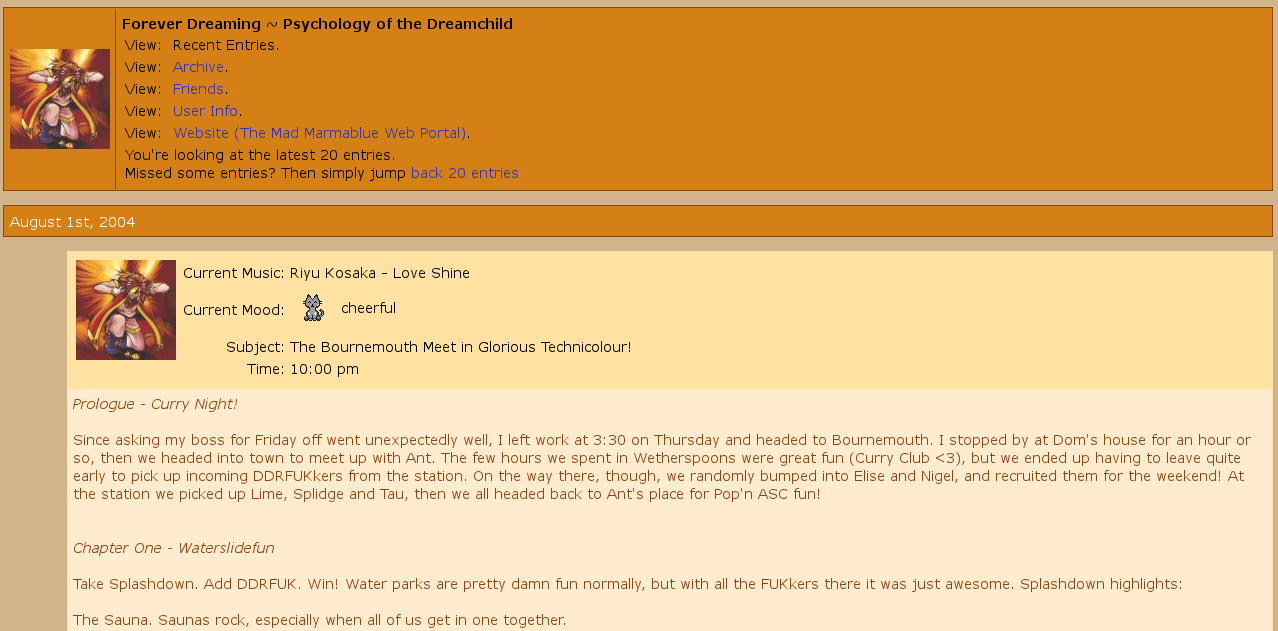 Forever Dreaming ~ Psychology of the Dreamchild
View: Recent Entries.
View: Archive.
View: Friends.
View: User Info.
View: Website (The Mad Marmablue Web Portal).
You're looking at the latest 20 entries.
Missed some entries? Then simply jump back 20 entries
August 1st, 2004
Current Music: Riyu Kosaka - Love Shine
Current Mood: cheerful
Subject: The Bournemouth Meet in Glorious Technicolour!
Time: 10:00 pm
Prologue - Curry Night!
Since asking my boss for Friday off went unexpectedly well, I left work at 3:30 on Thursday and headed to Bournemouth. I stopped by at Dom's house for an hour or
so, then we headed into town to meet up with Ant. The few hours we spent in Wetherspoons were great fun (Curry Club <3), but we ended up having to leave quite
early to pick up incoming DDRFUKkers from the station. On the way there, though, we randomly bumped into Elise and Nigel, and recruited them for the weekend! At
the station we picked up Lime, Splidge and Tau, then we all headed back to Ant's place for Pop'n ASC fun!
Chapter One - Waterslidefun
Take Splashdown. Add DDRFUK. Win! Water parks are pretty damn fun normally, but with all the FUKkers there it was just awesome. Splashdown highlights:
The Sauna. Saunas rock, especially when all of us get in one together.